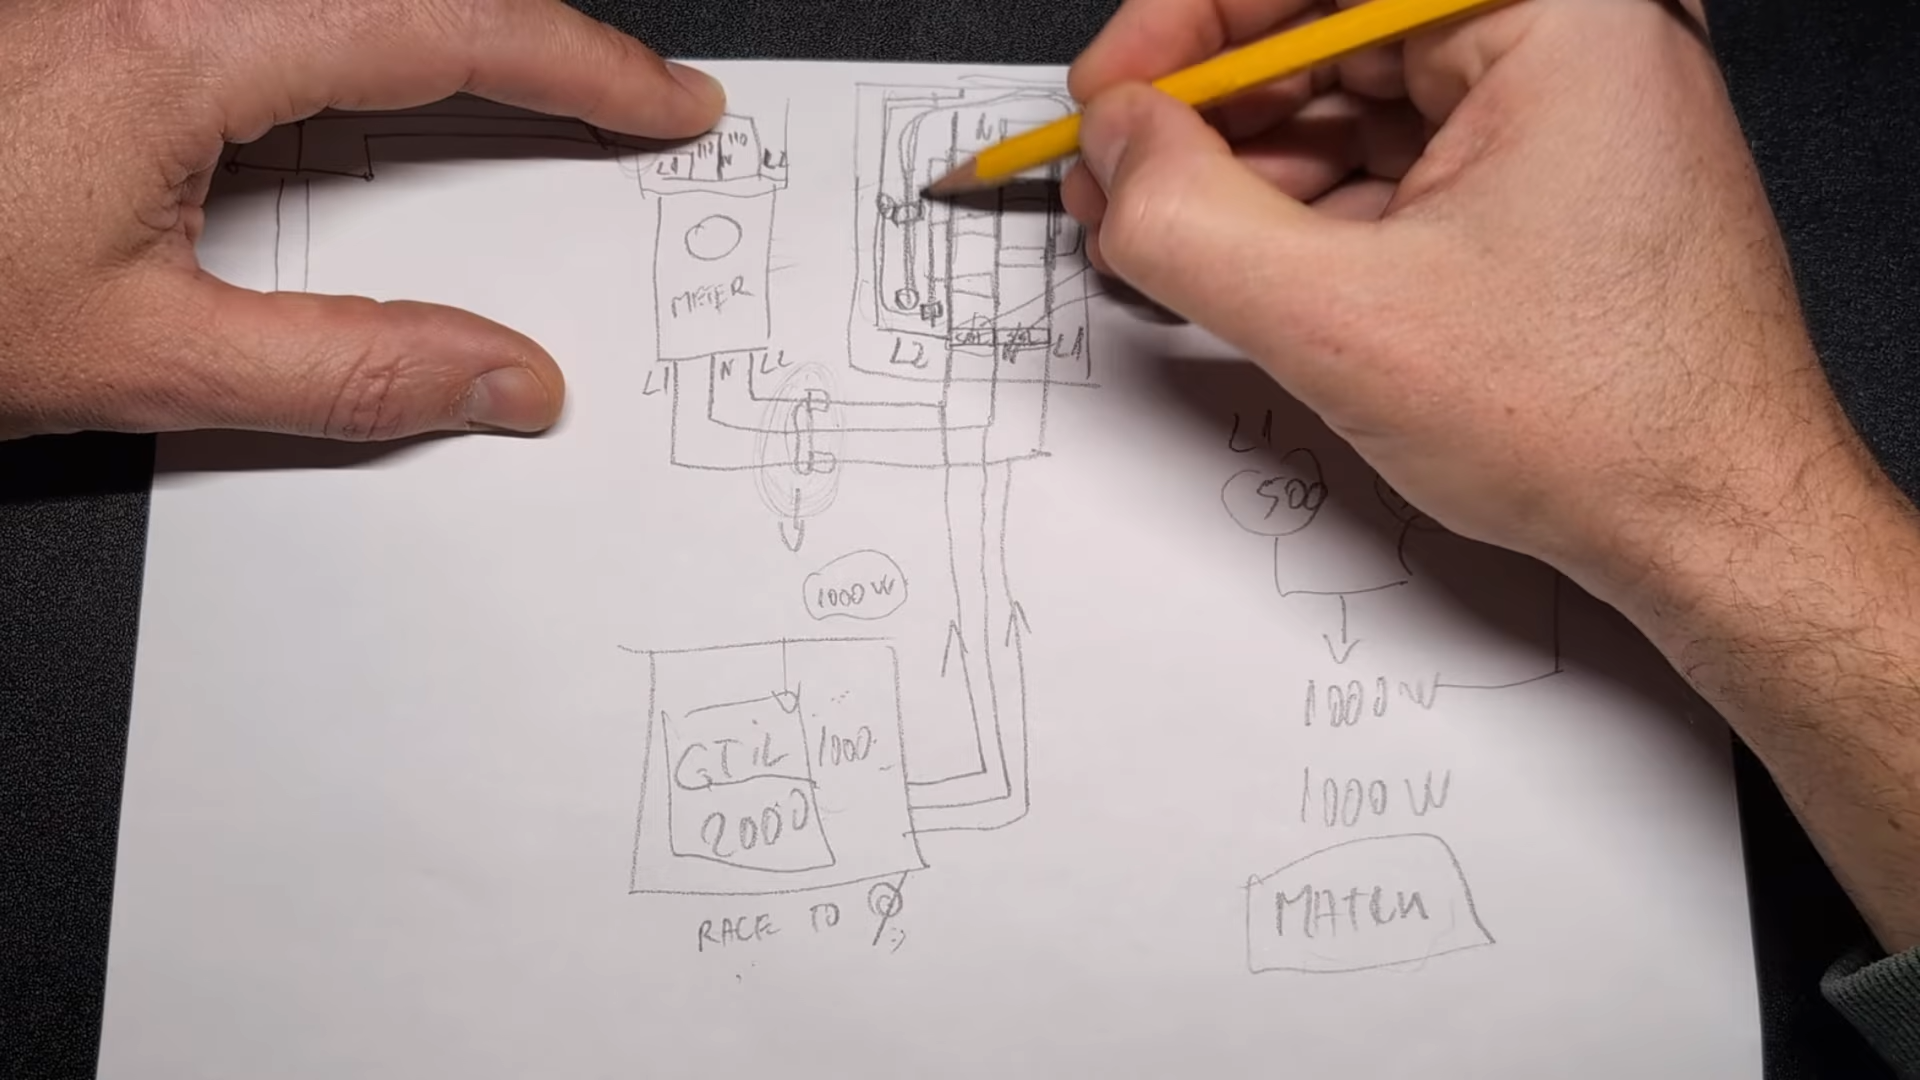 110 110
L1 N L2
N
METER
L1 N L2
L2 L1
L1
500
1000 W
1000 W
GTiL 1000
2000
1000 W
MATCH
RACE TO Ø